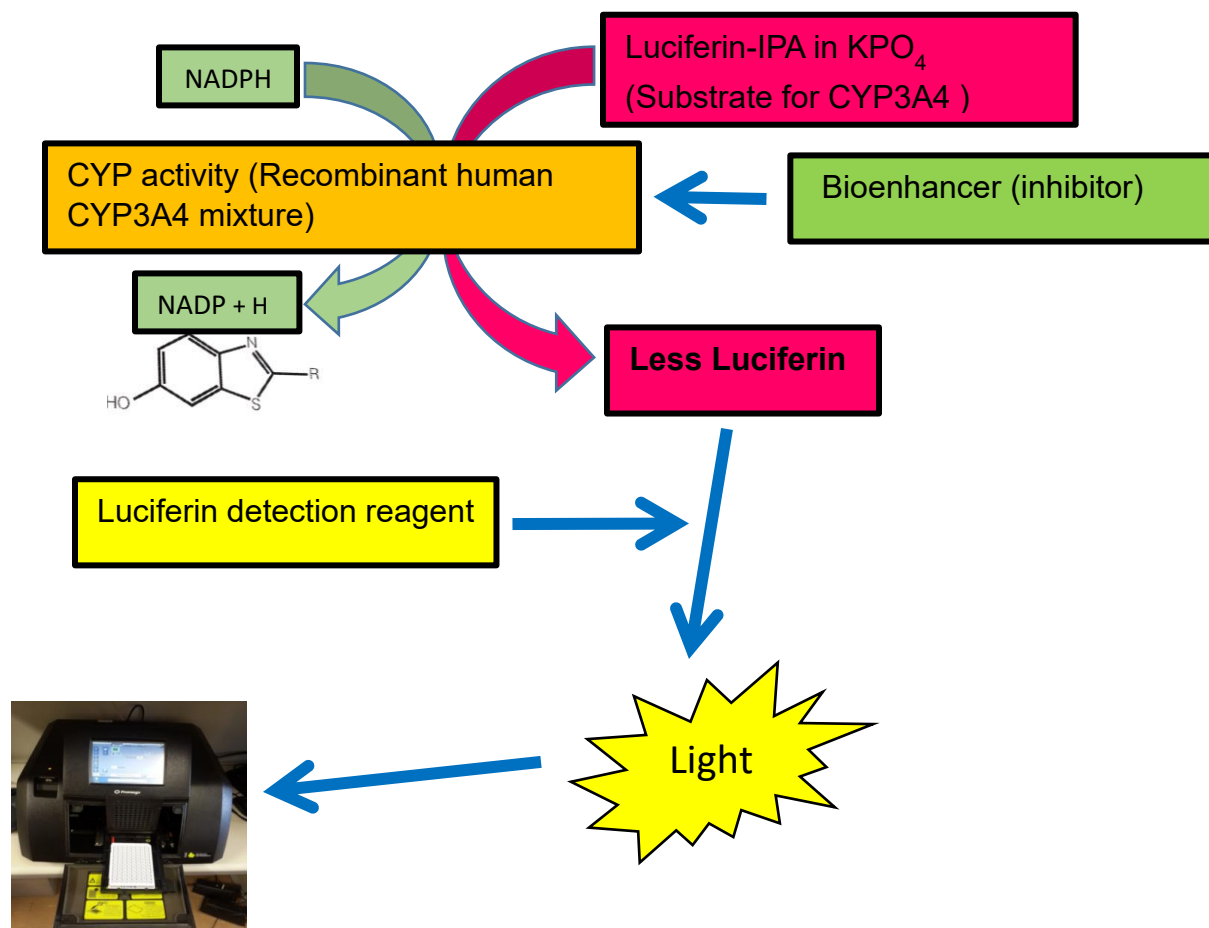 NADPH
Luciferin-IPA in KPO4
(Substrate for CYP3A4 )
CYP activity (Recombinant human
CYP3A4 mixture)
Bioenhancer (inhibitor)
NADP + H
N
R
S
HO
Less Luciferin
Luciferin detection reagent
Light
Promega